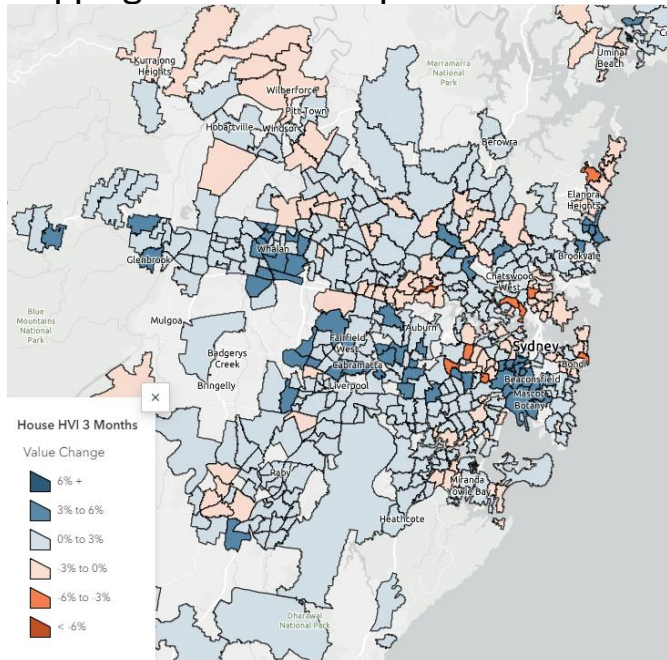 Kurrajong
Heights
Wilberforce
Pitt Town
Hobartville
Windsor
Marramarra
National
Park
Umina
Beach
Berowra
Elanora
Heights
Glenbrook
Whalan
Brookvale
Chatswood
West
Blue
Mountains
National
Park
Mulgoa
Auburn
Fairfield
West
Sydney
Badgerys
Creek
Cabramatta
Bondi
Liverpool
Beaconsfield
Bringelly
Mascot
Botany
×
House HVI 3 Months
Value Change
6% +
3% to 6%
0% to 3%
-3% to 0%
-6% to -3%
< -6%
Raby
Miranda
Yowie Bay
Heathcote
Dharawal
National Park